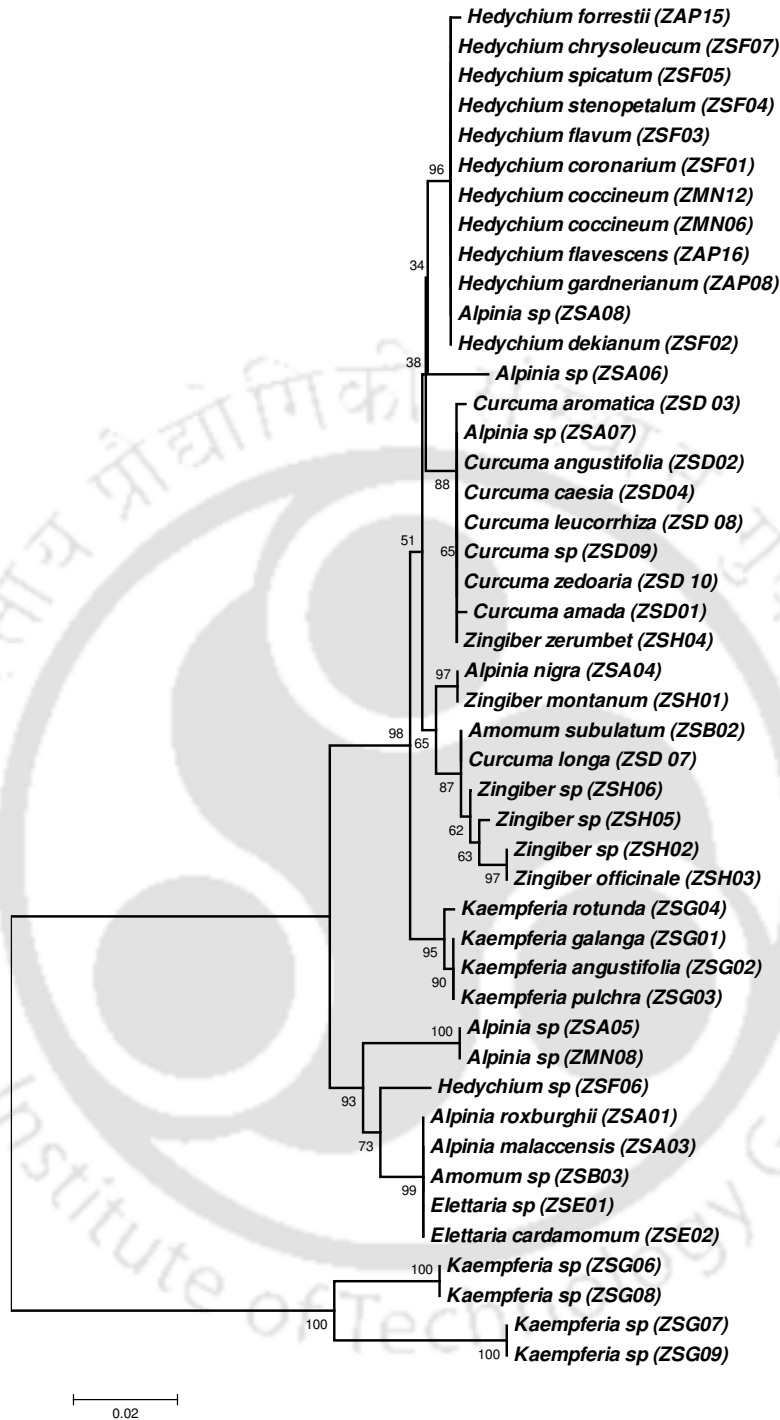 Hedychium forrestii (ZAP15)
Hedychium chrysoleucum (ZSF07)
Hedychium spicatum (ZSF05)
Hedychium stenopetalum (ZSF04)
Hedychium flavum (ZSF03)
Hedychium coronarium (ZSF01)
96
Hedychium coccineum (ZMN12)
Hedychium coccineum (ZMN06)
Hedychium flavescens (ZAP16)
34
Hedychium gardnerianum (ZAP08)
Alpinia sp (ZSA08)
Hedychium dekianum (ZSF02)
38
Alpinia sp (ZSA06)
Curcuma aromatica (ZSD 03)
Alpinia sp (ZSA07)
Curcuma angustifolia (ZSD02)
88
Curcuma caesia (ZSD04)
Curcuma leucorrhiza (ZSD 08)
51
65
Curcuma sp (ZSD09)
Curcuma zedoaria (ZSD 10)
Curcuma amada (ZSD01)
Zingiber zerumbet (ZSH04)
97
Alpinia nigra (ZSA04)
Zingiber montanum (ZSH01)
98
65
Amomum subulatum (ZSB02)
Curcuma longa (ZSD 07)
87
Zingiber sp (ZSH06)
62
Zingiber sp (ZSH05)
63
Zingiber sp (ZSH02)
97
Zingiber officinale (ZSH03)
Kaempferia rotunda (ZSG04)
95
Kaempferia galanga (ZSG01)
90
Kaempferia angustifolia (ZSG02)
Kaempferia pulchra (ZSG03)
100
Alpinia sp (ZSA05)
Alpinia sp (ZMN08)
93
Hedychium sp (ZSF06)
Alpinia roxburghii (ZSA01)
73
Alpinia malaccensis (ZSA03)
99
Amomum sp (ZSB03)
Elettaria sp (ZSE01)
Elettaria cardamomum (ZSE02)
100
Kaempferia sp (ZSG06)
Kaempferia sp (ZSG08)
100
Kaempferia sp (ZSG07)
100
Kaempferia sp (ZSG09)
0.02
Institute of Technology